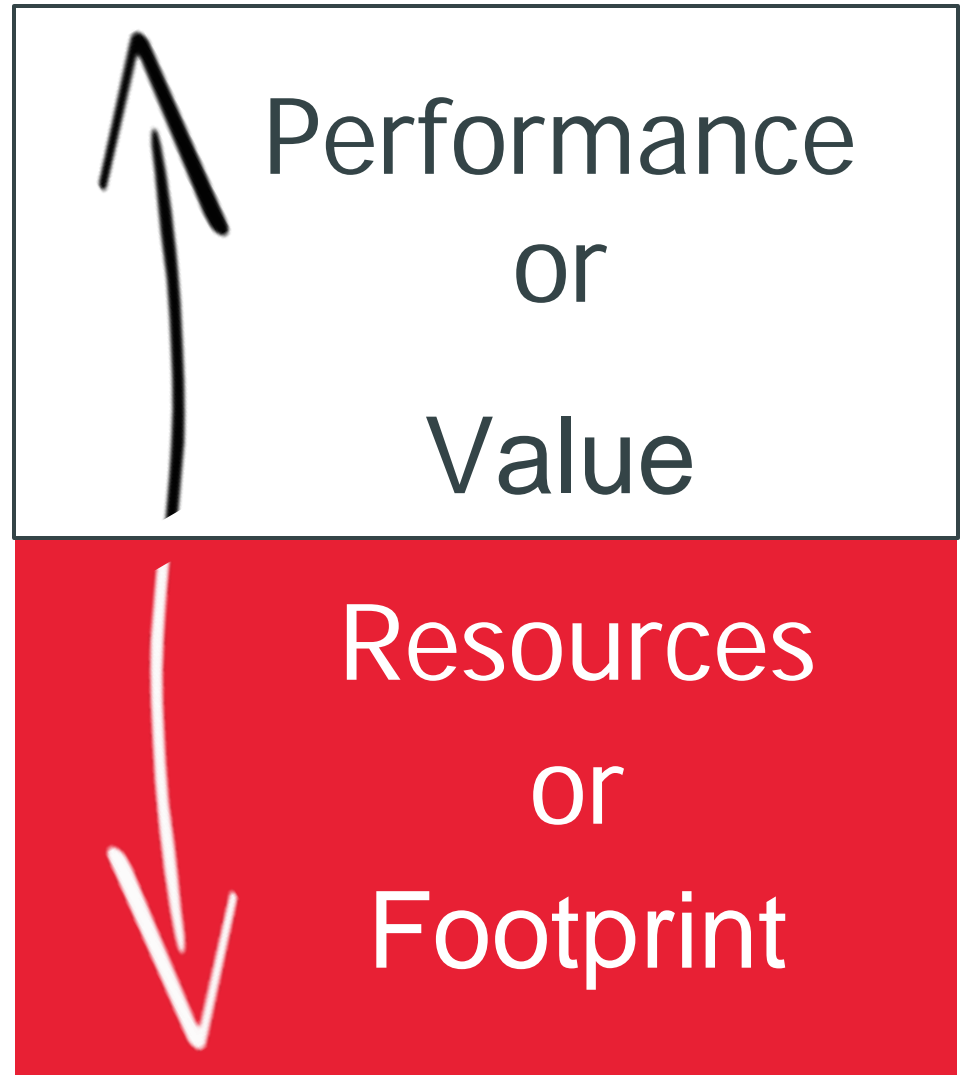 Performance
or
Value
Resources
or
Footprint